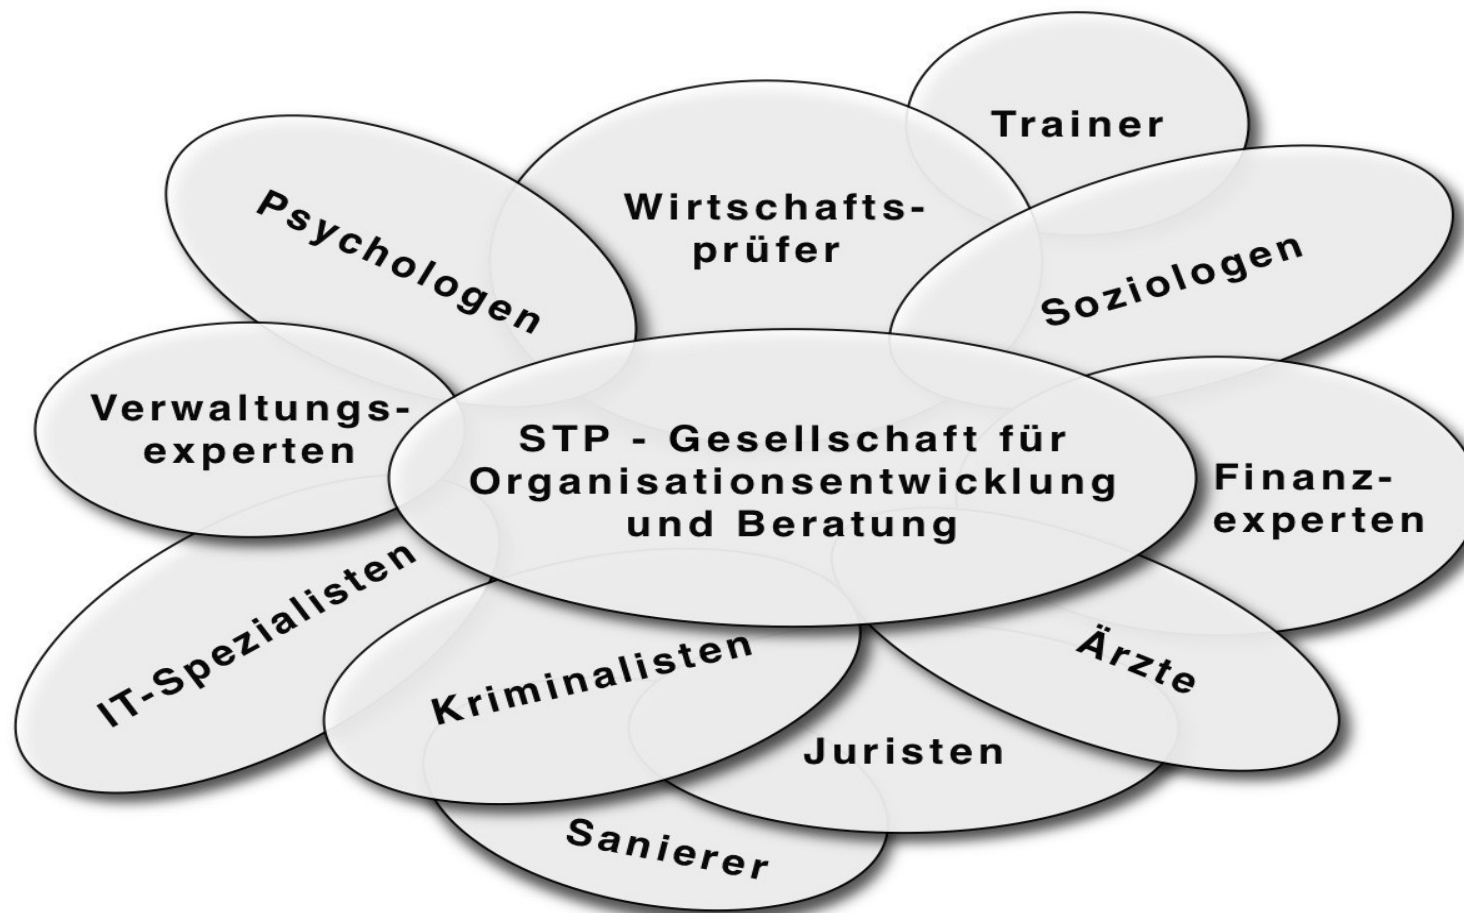 Trainer
Wirtschafts-
prüfer
Psychologen
Soziologen
Verwaltungs-
experten
STP - Gesellschaft für
Organisationsentwicklung
und Beratung
Finanz-
experten
IT-Spezialisten
Kriminalisten
Ärzte
Juristen
Sanierer